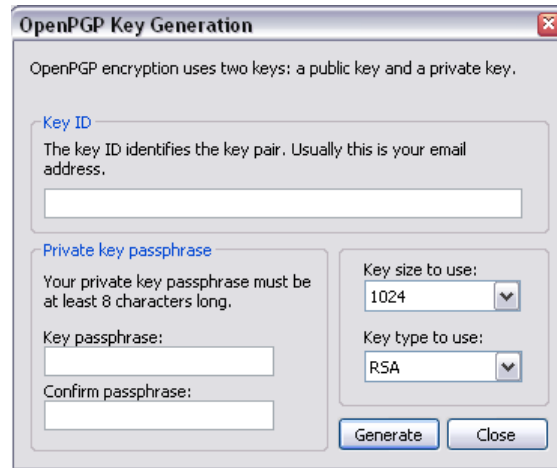 OpenPGP Key Generation
OpenPGP encryption uses two keys: a public key and a private key.
Key ID
The key ID identifies the key pair. Usually this is your email
address.
Private key passphrase
Your private key passphrase must be
at least 8 characters long.
Key passphrase:
Confirm passphrase:
Key size to use:
1024
Key type to use:
RSA
Generate
Close